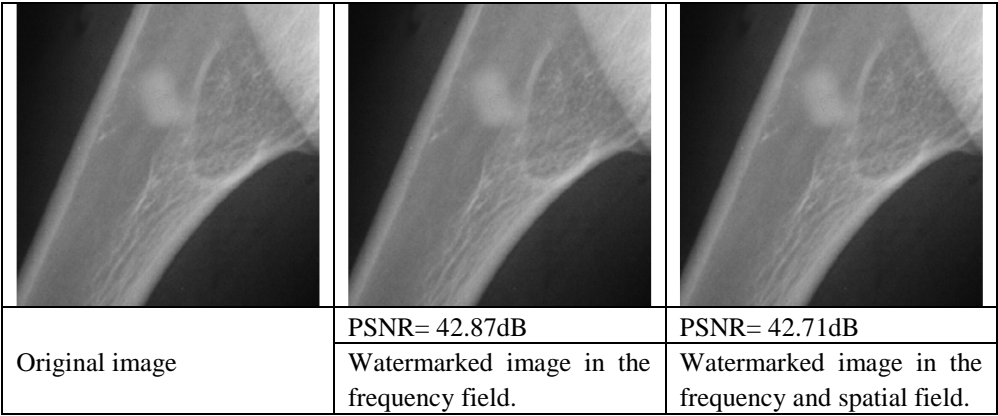 PSNR= 42.87dB
PSNR= 42.71dB
Original image
Watermarked image in the
frequency field.
Watermarked image in the
frequency and spatial field.